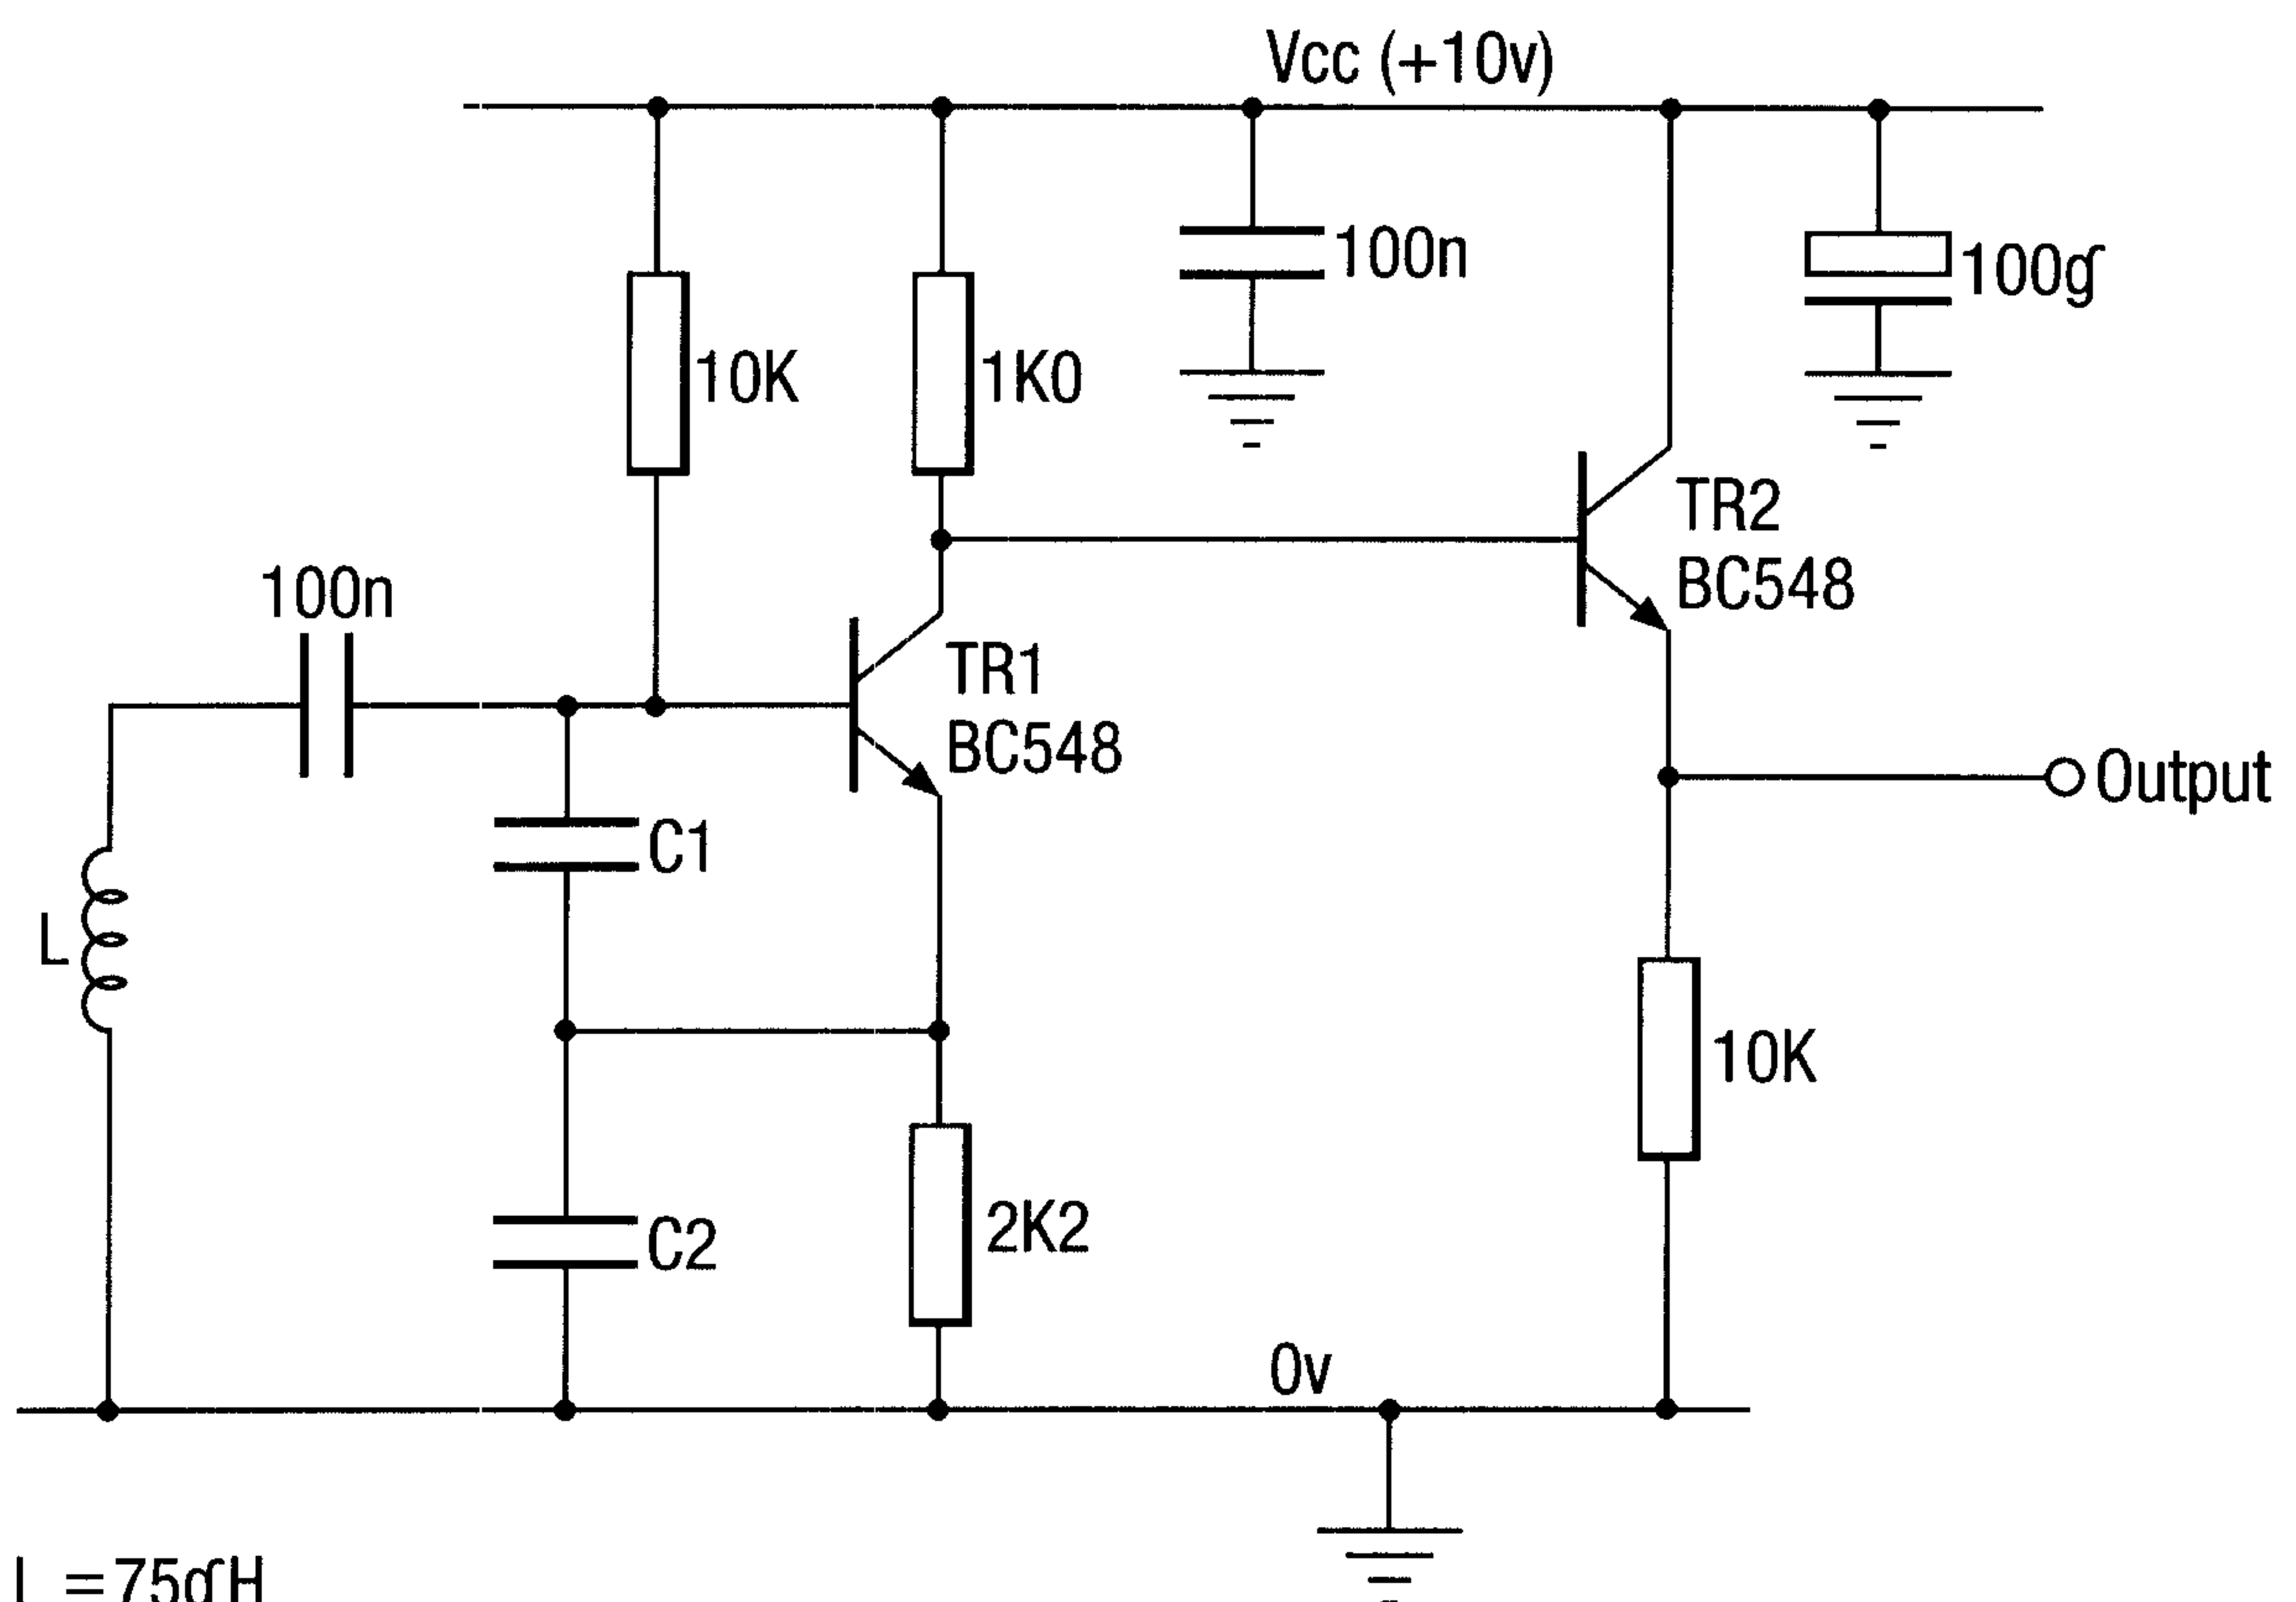 Vcc (+10v)
100n
100ɠ
10K
1K0
TR2
BC548
100n
TR1
BC548
Output
C1
L
10K
2K2
C2
0v
L = 75ɠH